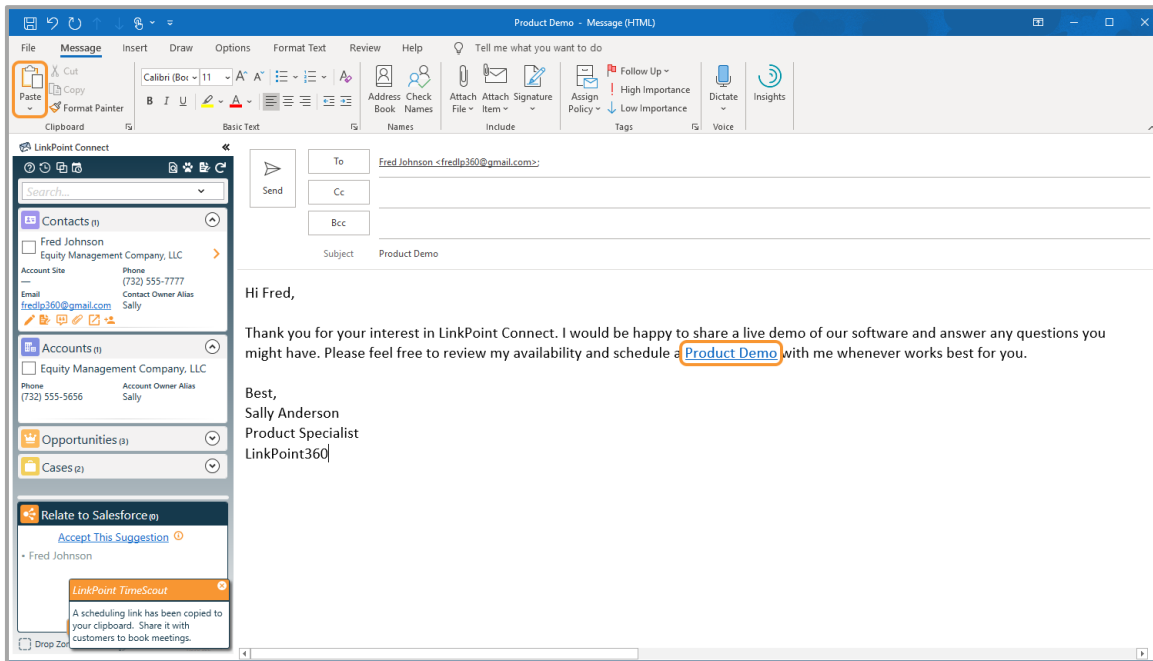 Product Demo - Message (HTML)
File Message Insert Draw Options Format Text Review Help Tell me what you want to do
Paste
Cut
Copy
Format Painter
Clipboard
Calibri (Boc 11
B I U
Basic Text
Address Book
Check Names
Names
Attach File
Attach Item
Signature
Include
Assign Policy
Follow Up
High Importance
Low Importance
Tags
Dictate
Voice
Insights
LinkPoint Connect
Search...
Contacts (1)
Fred Johnson
Equity Management Company, LLC
Account Site Phone
— (732) 555-7777
Email Contact Owner Alias
fredlp360@gmail.com Sally
Accounts (1)
Equity Management Company, LLC
Phone Account Owner Alias
(732) 555-5656 Sally
Opportunities (3)
Cases (2)
Relate to Salesforce (0)
Accept This Suggestion
• Fred Johnson
LinkPoint TimeScout
A scheduling link has been copied to
your clipboard. Share it with
customers to book meetings.
Drop Zon
Send
To Fred Johnson <fredlp360@gmail.com>;
Cc
Bcc
Subject Product Demo
Hi Fred,
Thank you for your interest in LinkPoint Connect. I would be happy to share a live demo of our software and answer any questions you
might have. Please feel free to review my availability and schedule a Product Demo with me whenever works best for you.
Best,
Sally Anderson
Product Specialist
LinkPoint360